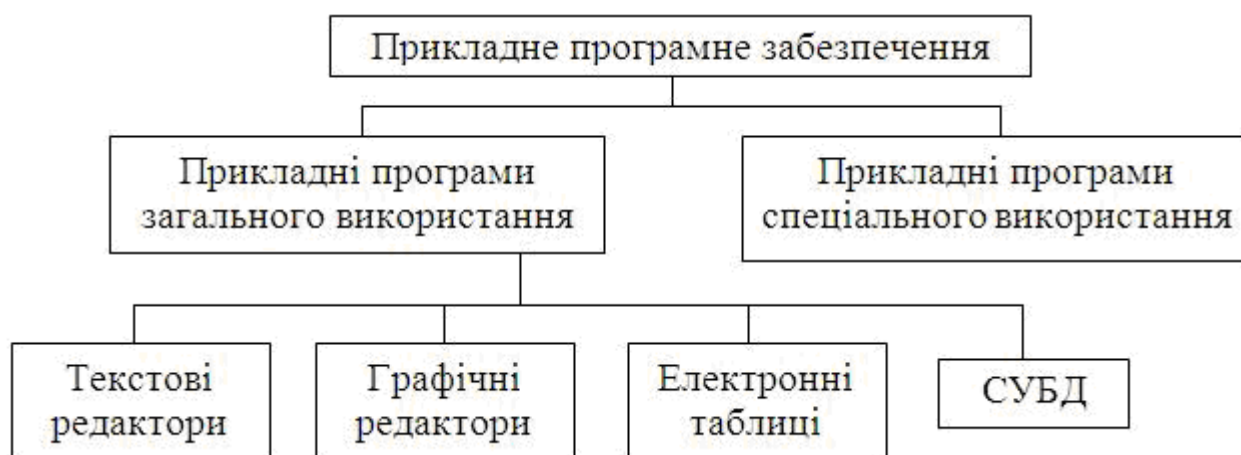 Прикладне програмне забезпечення
Прикладні програми
загального використання
Прикладні програми
спеціального використання
Текстові
редактори
Графічні
редактори
Електронні
таблиці
СУБД